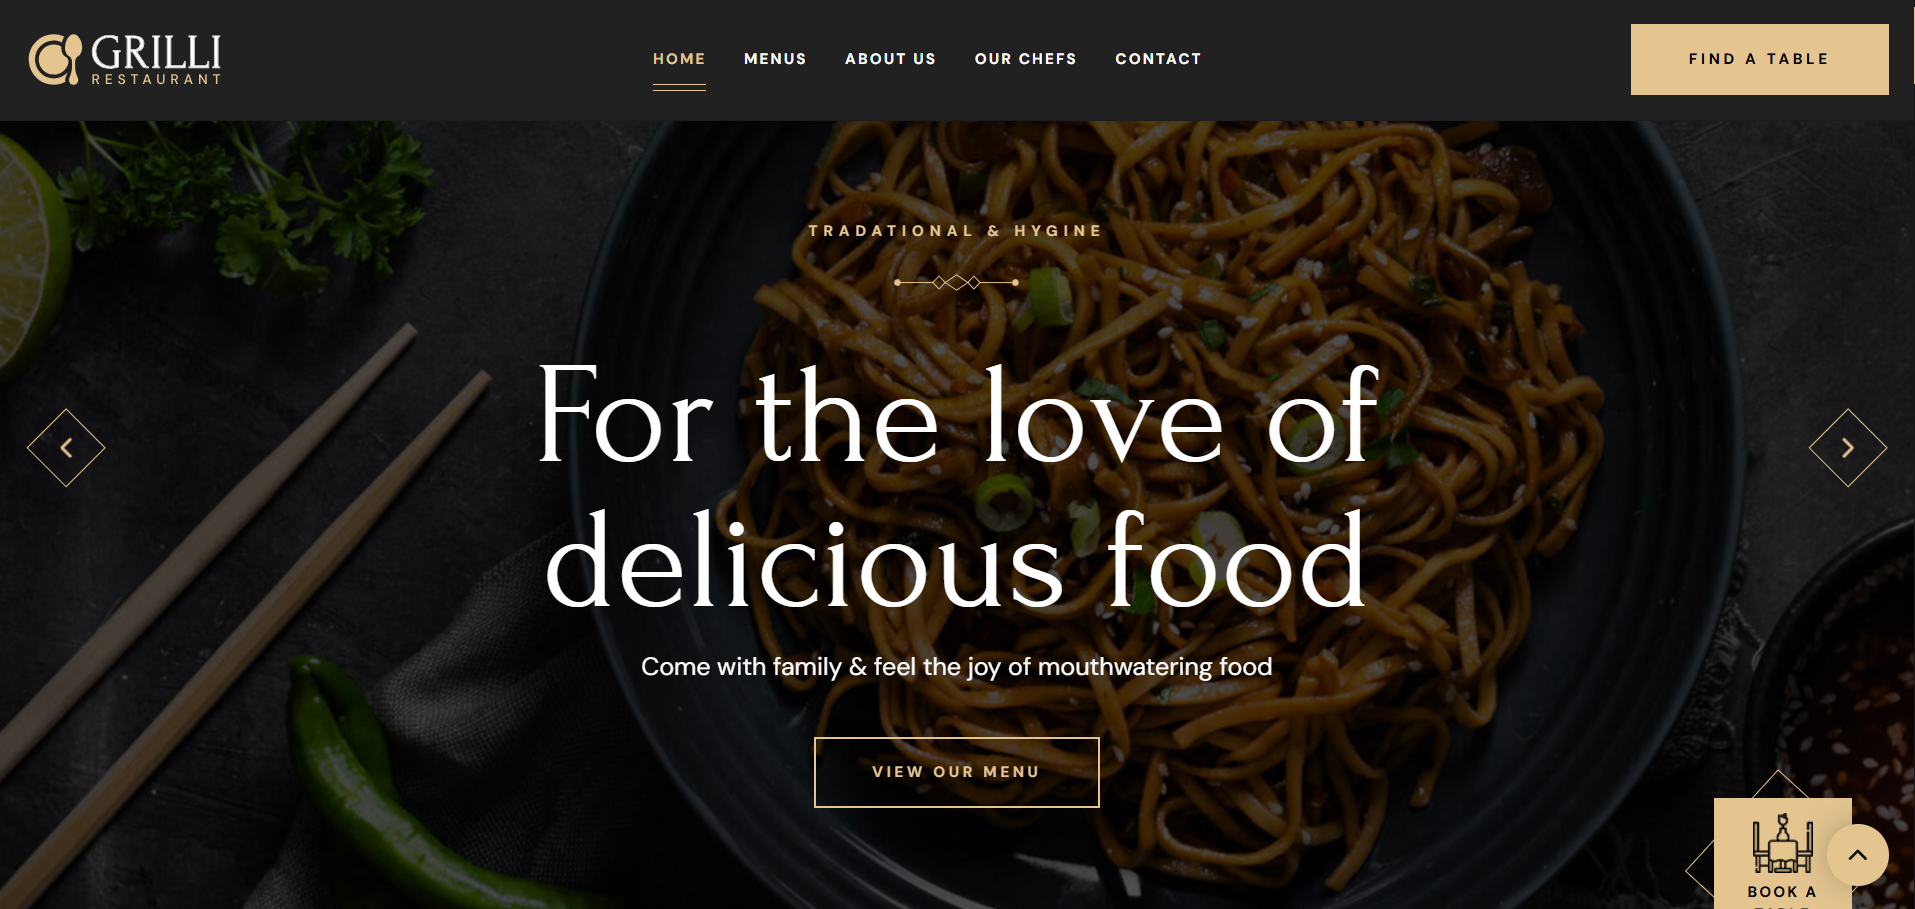 GRILLI
RESTAURANT
HOME
MENUS
ABOUT US
OUR CHEFS
CONTACT
FIND A TABLE
TRADATIONAL & HYGINE
For the love of
delicious food
Come with family & feel the joy of mouthwatering food
VIEW OUR MENU
BOOK A